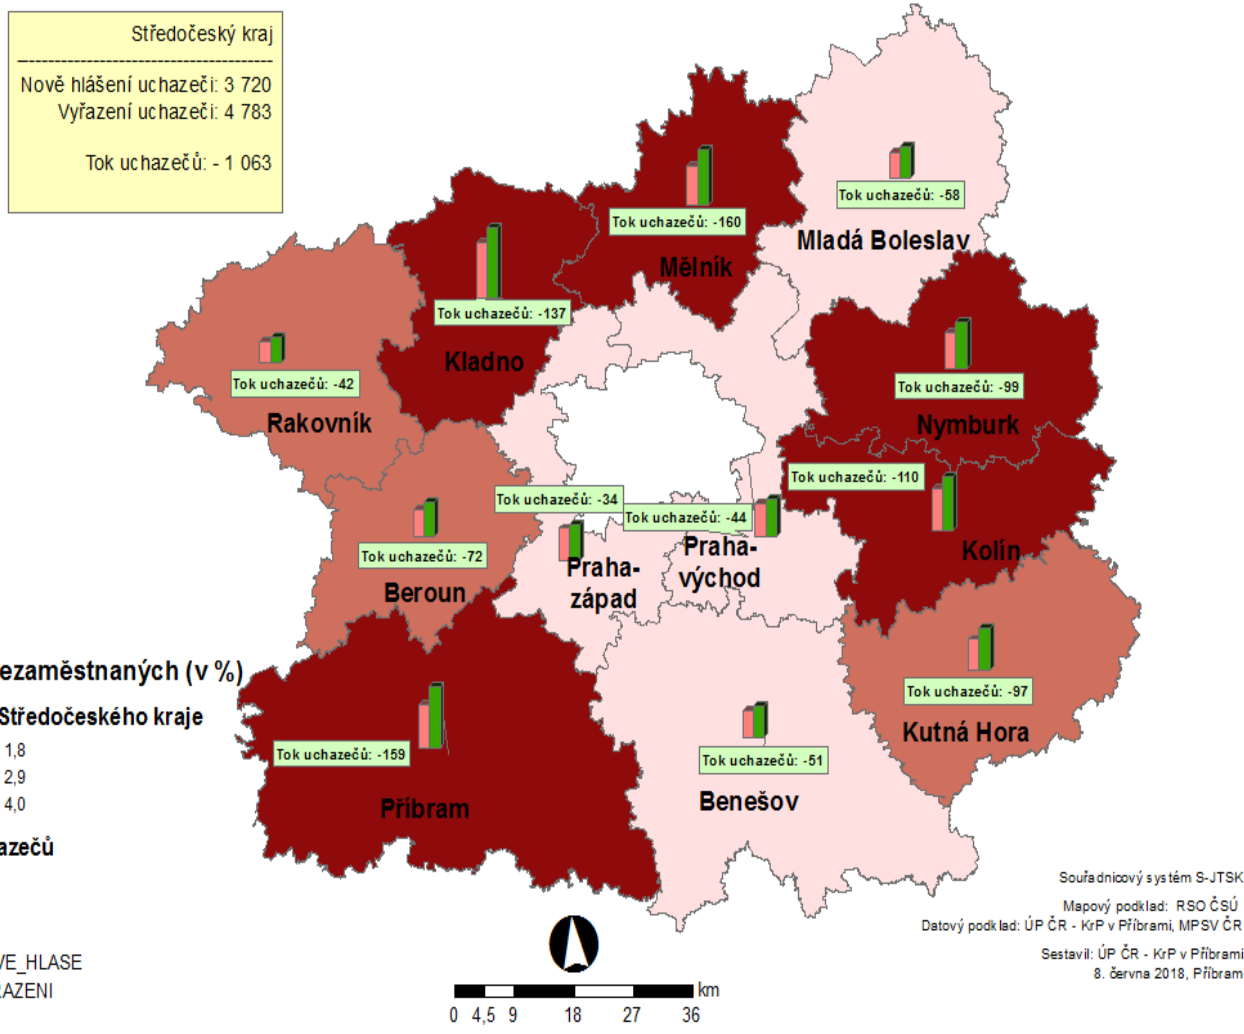 Středočeský kraj
Nově hlášení uchazeči: 3 720
Vyřazení uchazeči: 4 783
Tok uchazečů: - 1 063
Tok uchazečů: -58
Mladá Boleslav
Tok uchazečů: -160
Mělník
Tok uchazečů: -137
Kladno
Tok uchazečů: -42
Rakovník
Tok uchazečů: -99
Nymburk
Tok uchazečů: -110
Kolín
Tok uchazečů: -34
Praha-
západ
Tok uchazečů: -44
Praha-
východ
Tok uchazečů: -72
Beroun
Tok uchazečů: -97
Kutná Hora
Tok uchazečů: -159
Příbram
Tok uchazečů: -51
Benešov
ezaměstnaných (v %)
Středočeského kraje
1,8
2,9
4,0
azečů
VE_HLASE
RAZENI
km
0 4,5 9 18 27 36
Souřadnicový systém S-JTSK
Mapový podklad: RSO ČSÚ
Datový podklad: ÚP ČR - KrP v Příbrami, MPSV ČR
Sestavil: ÚP ČR - KrP v Příbrami
8. června 2018, Příbram